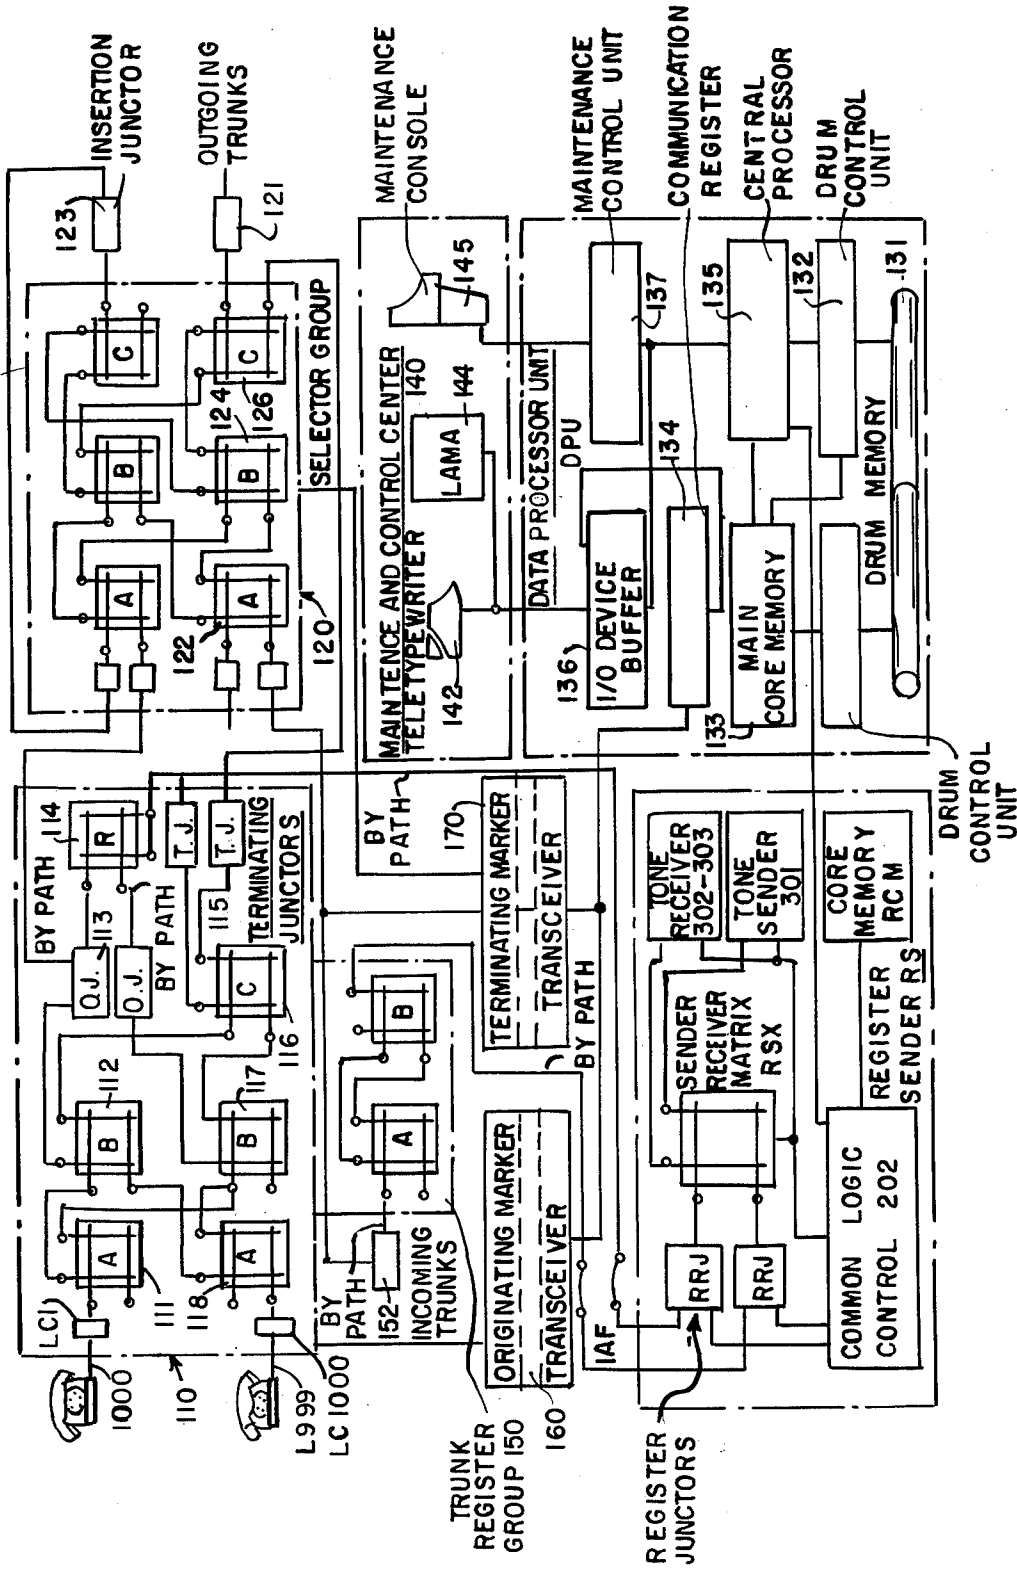 LC1
1000
110
111
118
L999
LC1000
A
A
B
112
B
117
C
116
BY PATH
O.J.
113
O.J.
BY PATH
R
114
T.J.
T.J.
115
TERMINATING
JUNCTORS
A
A
122
B
B
124
C
C
126
120
SELECTOR GROUP
123
INSERTION
JUNCTOR
OUTGOING
TRUNKS
121
TRUNK
REGISTER
GROUP 150
BY
PATH
152
INCOMING
TRUNKS
A
B
ORIGINATING MARKER
TRANSCEIVER
160
TERMINATING MARKER
TRANSCEIVER
170
BY
PATH
BY PATH
IAF
MAINTENCE AND CONTROL CENTER
140
TELETYPEWRITER
142
LAMA
144
145
MAINTENANCE
CONSOLE
DATA PROCESSOR UNIT
DPU
136
I/O DEVICE
BUFFER
134
137
MAINTENANCE
CONTROL UNIT
COMMUNICATION
REGISTER
133
MAIN
CORE MEMORY
135
CENTRAL
PROCESSOR
132
DRUM
CONTROL
UNIT
DRUM MEMORY
131
DRUM
CONTROL
UNIT
REGISTER
JUNCTORS
RRJ
RRJ
SENDER
RECEIVER
MATRIX
RSX
TONE
RECEIVER
302-303
TONE
SENDER
301
CORE
MEMORY
RCM
REGISTER
SENDER RS
COMMON LOGIC
CONTROL 202